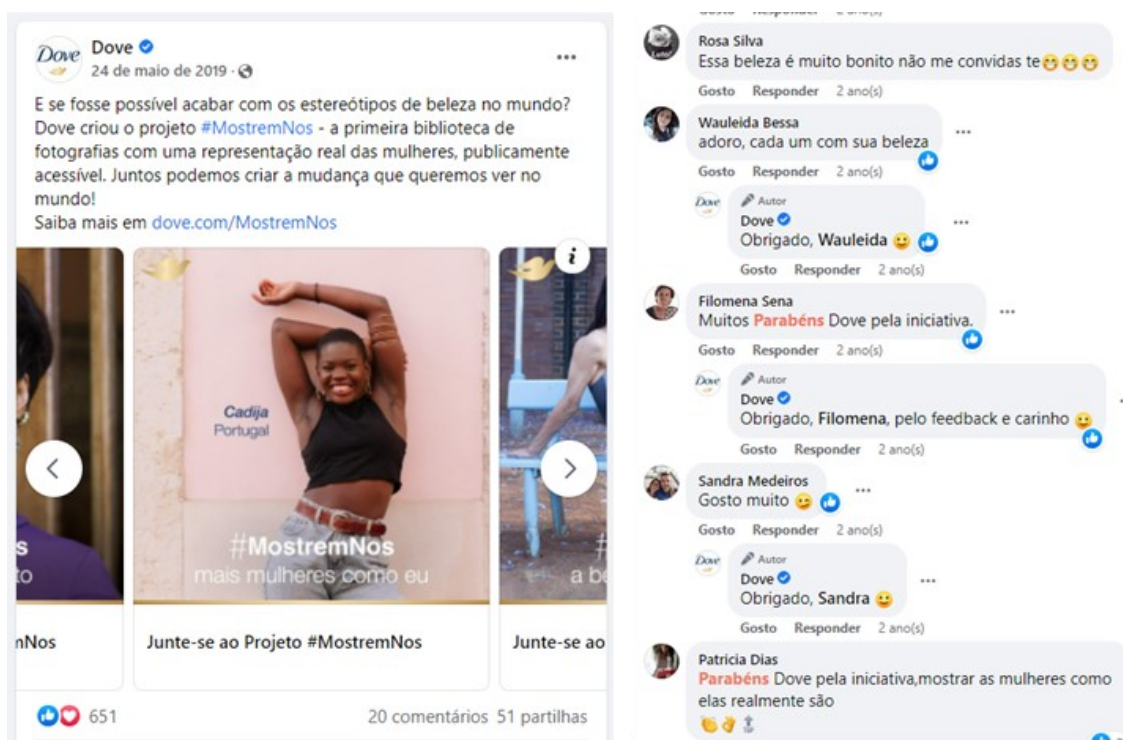 Dove
Dove
24 de maio de 2019
E se fosse possível acabar com os estereótipos de beleza no mundo?
Dove criou o projeto #MostremNos - a primeira biblioteca de
fotografias com uma representação real das mulheres, publicamente
acessível. Juntos podemos criar a mudança que queremos ver no
mundo!
Saiba mais em dove.com/MostremNos
Cadija
Portugal
#MostremNos
mais mulheres como eu
Junte-se ao Projeto #MostremNos
Junte-se ao
651
20 comentários 51 partilhas
Rosa Silva
Essa beleza é muito bonito não me convidas te😁😁😁
Gosto Responder 2 ano(s)
Wauleida Bessa
adoro, cada um com sua beleza
Gosto Responder 2 ano(s)
Dove
Autor
Dove
Obrigado, Wauleida 🙂
Gosto Responder 2 ano(s)
Filomena Sena
Muitos Parabéns Dove pela iniciativa.
Gosto Responder 2 ano(s)
Dove
Autor
Dove
Obrigado, Filomena, pelo feedback e carinho 🙂
Gosto Responder 2 ano(s)
Sandra Medeiros
Gosto muito 😉
Gosto Responder 2 ano(s)
Dove
Autor
Dove
Obrigado, Sandra 🙂
Gosto Responder 2 ano(s)
Patricia Dias
Parabéns Dove pela iniciativa,mostrar as mulheres como
elas realmente são